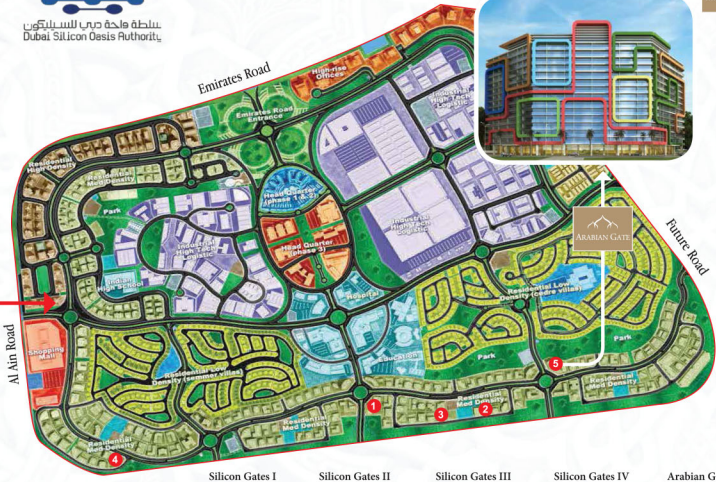 سلطة واحة دبي للسيليكون
Dubai Silicon Oasis Authority
Emirates Road
High-rise
Offices
Emirates Road
Entrance
Industrial
High Tech
Logistic
Residential
High Density
Residential
Med Density
Head Quarter
(phase 1 & 2)
Park
Industrial
High Tech
Logistic
ARABIAN GATE
Future Road
Industrial
High Tech
Logistic
Head Quarter
(phase 3)
India
High School
Hospital
Residential Low
Density (cedre villas)
Al Ain Road
Shopping
Mall
Education
Park
Park
5
Residential Low
Density (semmer villas)
Residential
Med Density
1
3
2
Residential
Med Density
Residential
Med Density
Residential
Med Density
4
Silicon Gates I
Silicon Gates II
Silicon Gates III
Silicon Gates IV
Arabian G